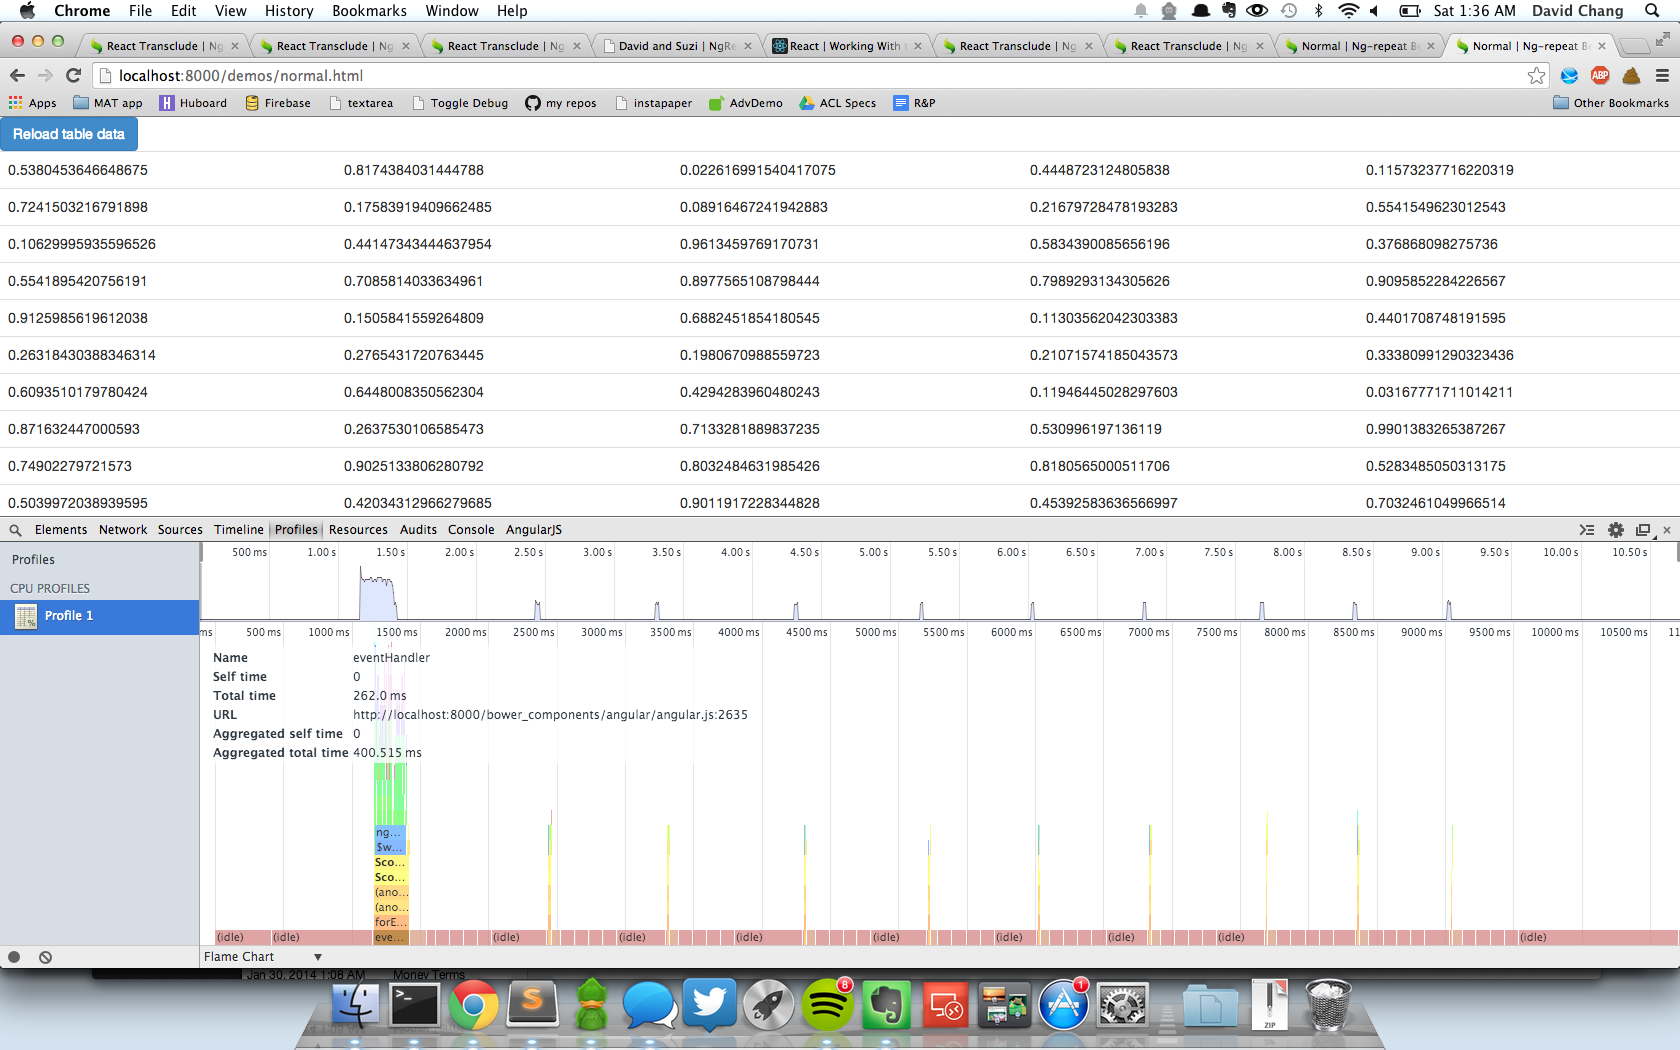 Chrome File Edit View History Bookmarks Window Help Sat 1:36 AM David Chang
React Transclude | Ng React Transclude | Ng React Transclude | Ng David and Suzi | NgRe React | Working With React Transclude | Ng React Transclude | Ng Normal | Ng-repeat Be Normal | Ng-repeat Be
localhost:8000/demos/normal.html ABP
Apps MAT app Huboard Firebase textarea Toggle Debug my repos instapaper AdvDemo ACL Specs R&P Other Bookmarks
Reload table data
0.5380453646648675 0.8174384031444788 0.022616991540417075 0.4448723124805838 0.11573237716220319
0.7241503216791898 0.17583919409662485 0.08916467241942883 0.21679728478193283 0.5541549623012543
0.10629995935596526 0.44147343444637954 0.9613459769170731 0.5834390085656196 0.376868098275736
0.5541895420756191 0.7085814033634961 0.8977565108798444 0.7989293134305626 0.9095852284226567
0.9125985619612038 0.1505841559264809 0.6882451854180545 0.11303562042303383 0.4401708748191595
0.26318430388346314 0.2765431720763445 0.1980670988559723 0.21071574185043573 0.33380991290323436
0.6093510179780424 0.6448008350562304 0.4294283960480243 0.11946445028297603 0.03167771711014211
0.871632447000593 0.2637530106585473 0.7133281889837235 0.530996197136119 0.9901383265387267
0.74902279721573 0.9025133806280792 0.8032484631985426 0.8180565000511706 0.5283485050313175
0.5039972038939595 0.42034312966279685 0.9011917228344828 0.45392583636566997 0.7032461049966514
Elements Network Sources Timeline Profiles Resources Audits Console AngularJS
Profiles
500 ms 1.00 s 1.50 s 2.00 s 2.50 s 3.00 s 3.50 s 4.00 s 4.50 s 5.00 s 5.50 s 6.00 s 6.50 s 7.00 s 7.50 s 8.00 s 8.50 s 9.00 s 9.50 s 10.00 s 10.50 s
CPU PROFILES
Profile 1
ms 500 ms 1000 ms 1500 ms 2000 ms 2500 ms 3000 ms 3500 ms 4000 ms 4500 ms 5000 ms 5500 ms 6000 ms 6500 ms 7000 ms 7500 ms 8000 ms 8500 ms 9000 ms 9500 ms 10000 ms 10500 ms 11
Name eventHandler
Self time 0
Total time 262.0 ms
URL http://localhost:8000/bower_components/angular/angular.js:2635
Aggregated self time 0
Aggregated total time 400.515 ms
ng...
$w...
Sco...
Sco...
(ano...
(ano...
forE...
(idle) (idle) eve... (idle) (idle) (idle) (idle) (idle) (idle) (idle) (idle)
Flame Chart
Jan 30, 2014 1:08 AM Money Terms
8
1
ZIP